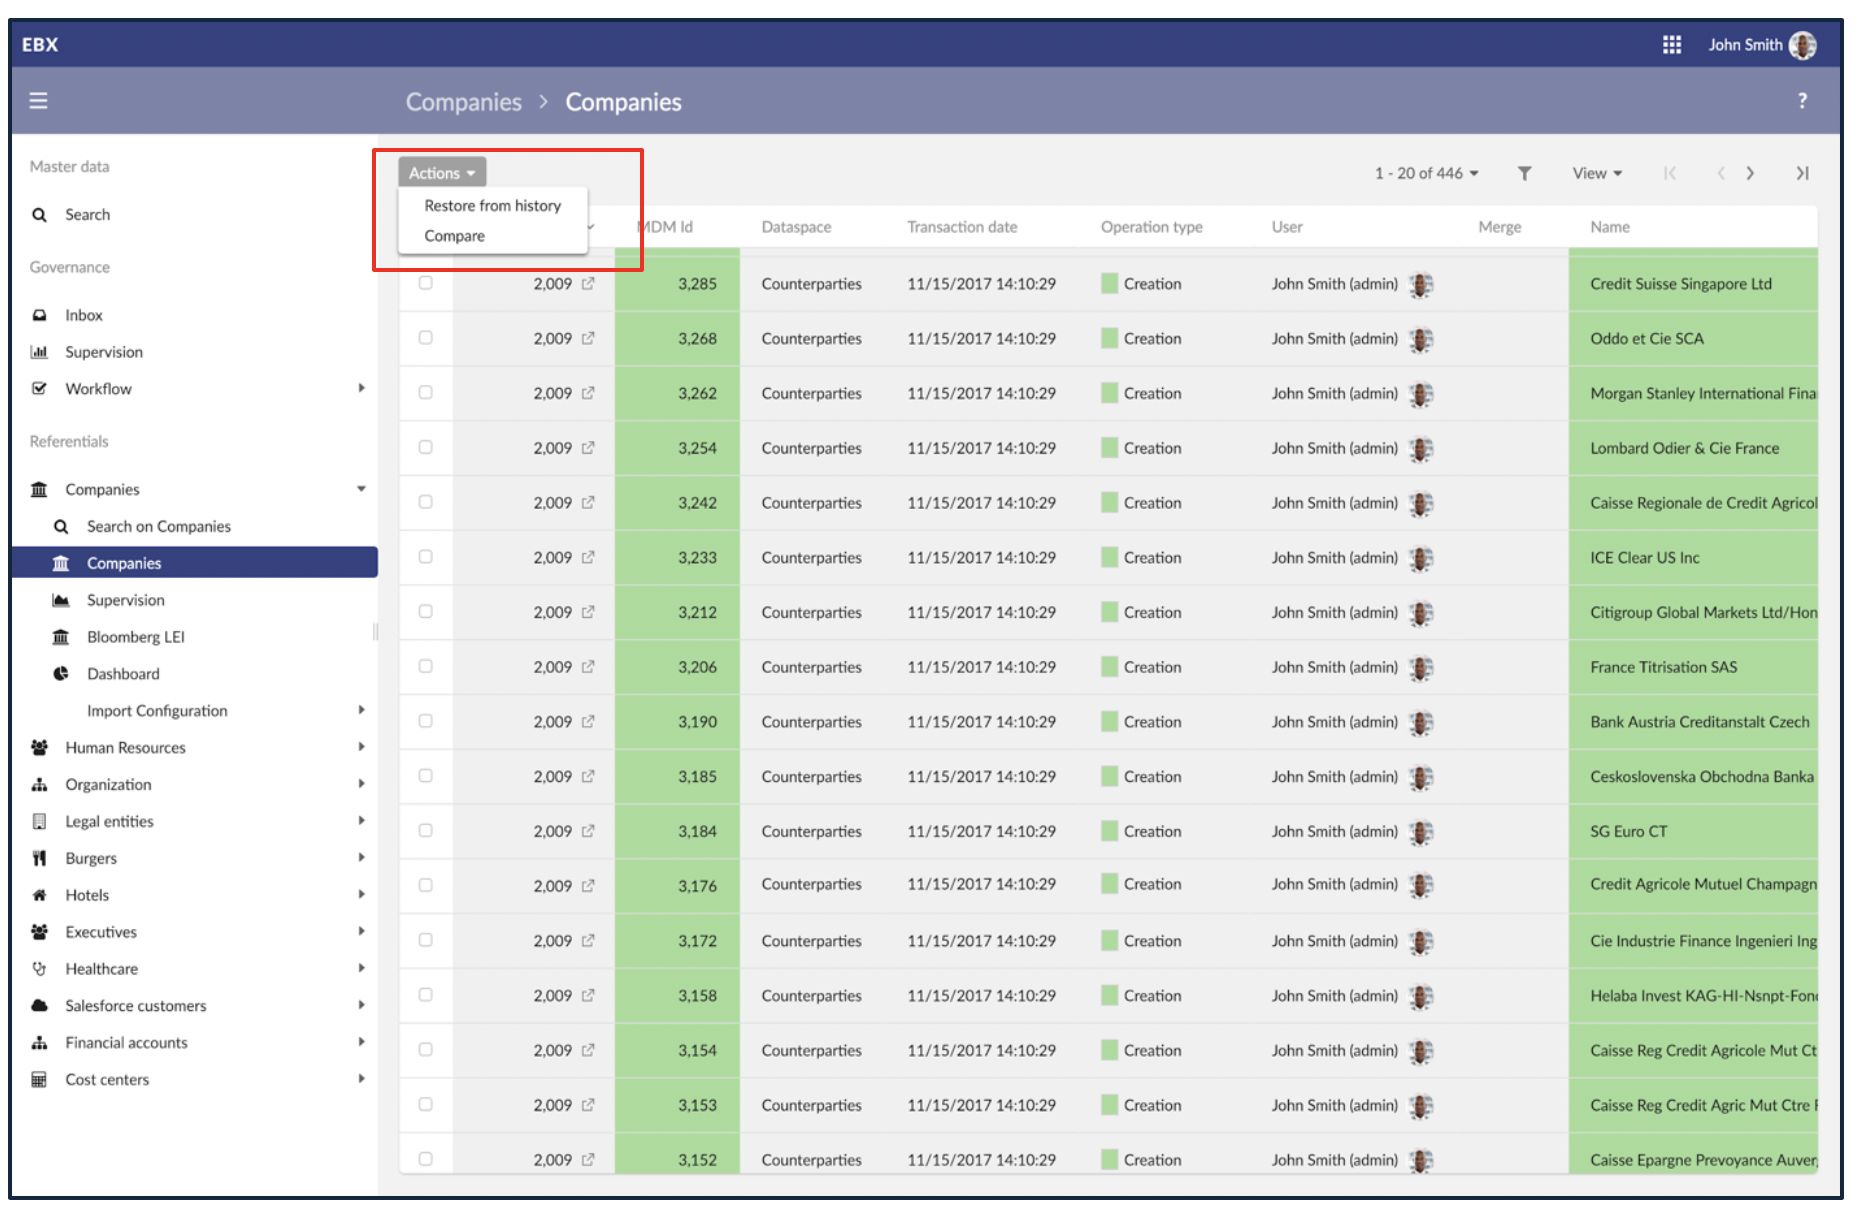 EBX
John Smith
Companies > Companies
?
Master data
Search
Governance
Inbox
Supervision
Workflow
Referentials
Companies
Search on Companies
Companies
Supervision
Bloomberg LEI
Dashboard
Import Configuration
Human Resources
Organization
Legal entities
Burgers
Hotels
Executives
Healthcare
Salesforce customers
Financial accounts
Cost centers
Actions
Restore from history
Compare
1 - 20 of 446
View
MDM Id Dataspace Transaction date Operation type User Merge Name
2,009 3,285 Counterparties 11/15/2017 14:10:29 Creation John Smith (admin) Credit Suisse Singapore Ltd
2,009 3,268 Counterparties 11/15/2017 14:10:29 Creation John Smith (admin) Oddo et Cie SCA
2,009 3,262 Counterparties 11/15/2017 14:10:29 Creation John Smith (admin) Morgan Stanley International Fina
2,009 3,254 Counterparties 11/15/2017 14:10:29 Creation John Smith (admin) Lombard Odier & Cie France
2,009 3,242 Counterparties 11/15/2017 14:10:29 Creation John Smith (admin) Caisse Regionale de Credit Agricol
2,009 3,233 Counterparties 11/15/2017 14:10:29 Creation John Smith (admin) ICE Clear US Inc
2,009 3,212 Counterparties 11/15/2017 14:10:29 Creation John Smith (admin) Citigroup Global Markets Ltd/Hon
2,009 3,206 Counterparties 11/15/2017 14:10:29 Creation John Smith (admin) France Titrisation SAS
2,009 3,190 Counterparties 11/15/2017 14:10:29 Creation John Smith (admin) Bank Austria Creditanstalt Czech
2,009 3,185 Counterparties 11/15/2017 14:10:29 Creation John Smith (admin) Ceskoslovenska Obchodna Banka
2,009 3,184 Counterparties 11/15/2017 14:10:29 Creation John Smith (admin) SG Euro CT
2,009 3,176 Counterparties 11/15/2017 14:10:29 Creation John Smith (admin) Credit Agricole Mutuel Champagn
2,009 3,172 Counterparties 11/15/2017 14:10:29 Creation John Smith (admin) Cie Industrie Finance Ingenieri Ing
2,009 3,158 Counterparties 11/15/2017 14:10:29 Creation John Smith (admin) Helaba Invest KAG-HI-Nsnpt-Fon
2,009 3,154 Counterparties 11/15/2017 14:10:29 Creation John Smith (admin) Caisse Reg Credit Agricole Mut Ct
2,009 3,153 Counterparties 11/15/2017 14:10:29 Creation John Smith (admin) Caisse Reg Credit Agric Mut Ctre
2,009 3,152 Counterparties 11/15/2017 14:10:29 Creation John Smith (admin) Caisse Epargne Prevoyance Auver